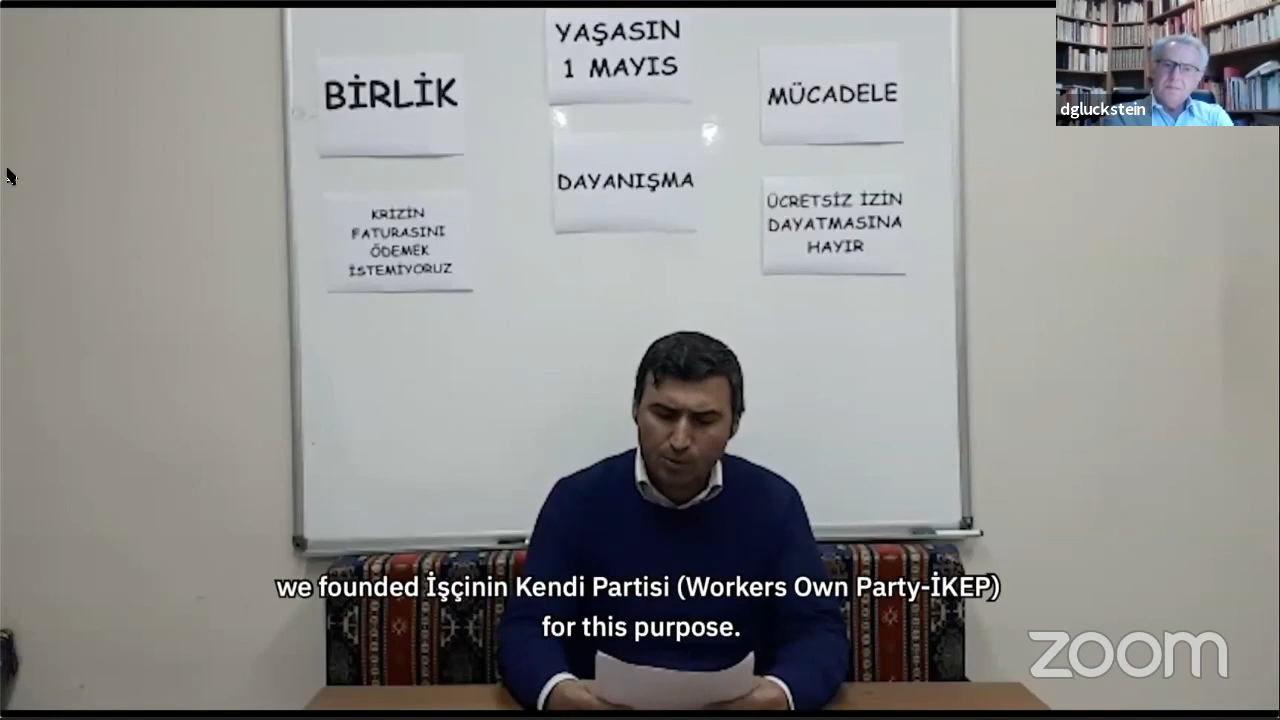 YAŞASIN
1 MAYIS
BİRLİK
MÜCADELE
DAYANIŞMA
KRİZİN
FATURASINI
ÖDEMEK
İSTEMİYORUZ
ÜCRETSİZ İZİN
DAYATMASINA
HAYIR
dgluckstein
we founded İşçinin Kendi Partisi (Workers Own Party-İKEP)
for this purpose.
zoom